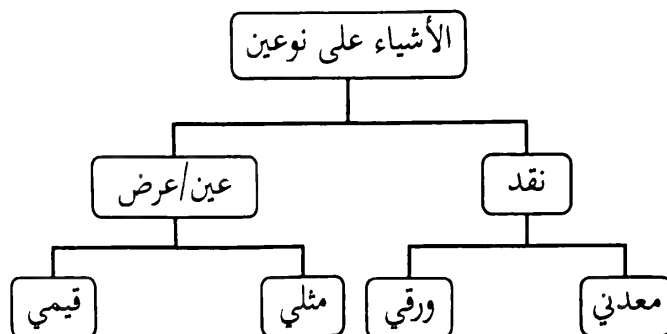 الأشياء على نوعين
نقد
عين/عرض
معدني
ورقي
مثلي
قيمي